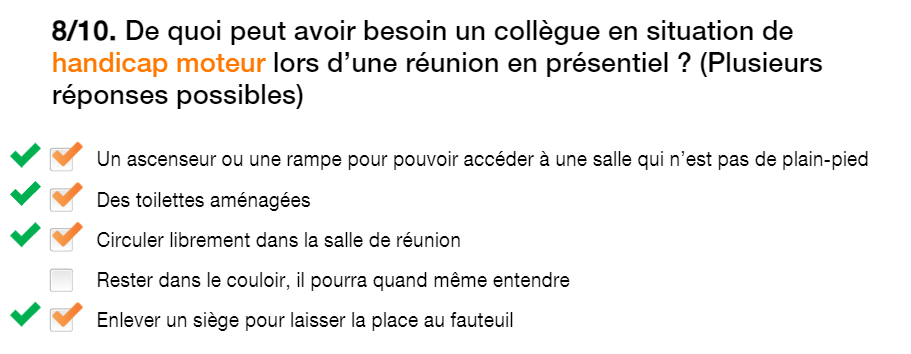 8/10. De quoi peut avoir besoin un collègue en situation de
handicap moteur lors d’une réunion en présentiel ? (Plusieurs
réponses possibles)
Un ascenseur ou une rampe pour pouvoir accéder à une salle qui n’est pas de plain-pied
Des toilettes aménagées
Circuler librement dans la salle de réunion
Rester dans le couloir, il pourra quand même entendre
Enlever un siège pour laisser la place au fauteuil